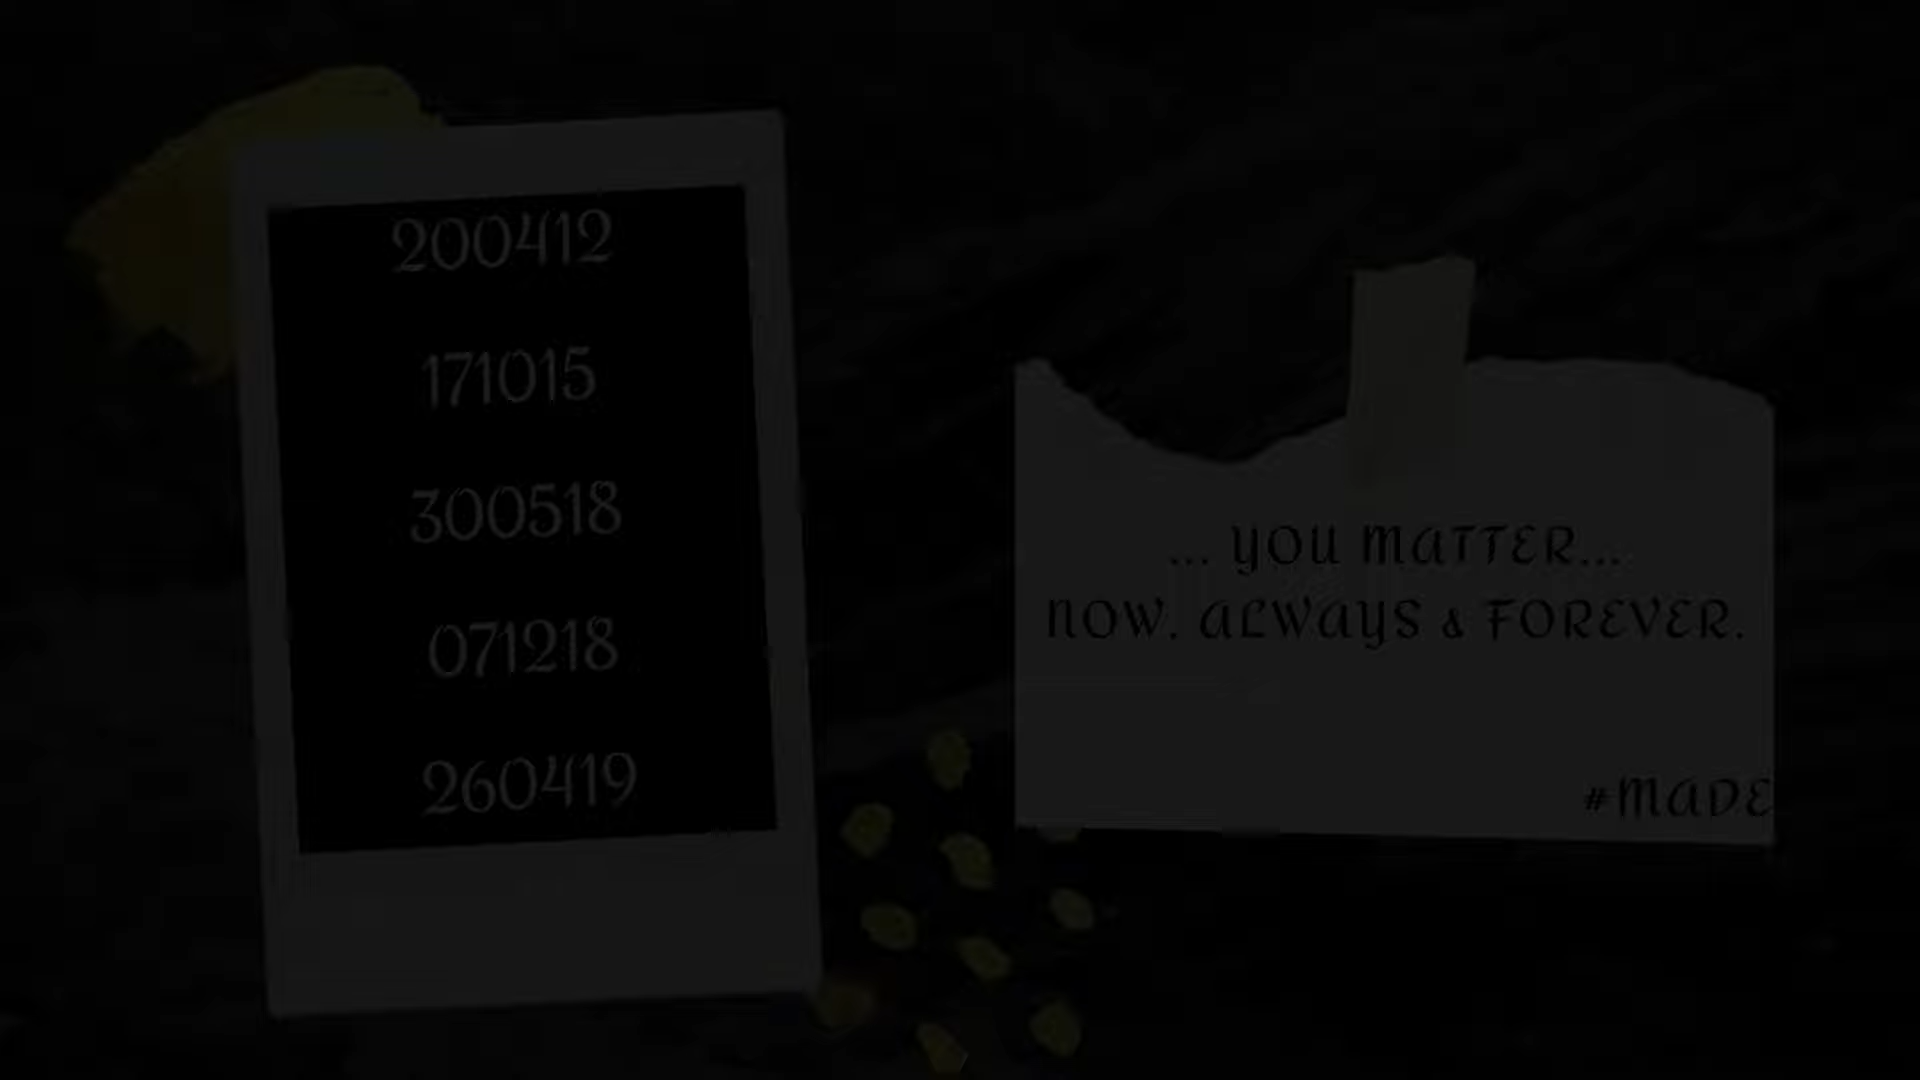 200412
171015
300518
071218
260419
... YOU MATTER...
NOW. ALWAYS & FOREVER.
#MADE